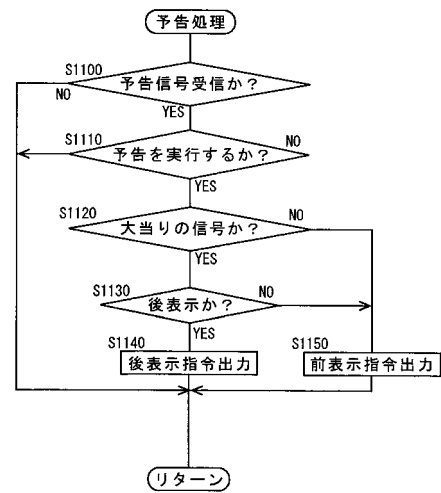 予告処理
S1100
予告信号受信か？
NO
YES
S1110
予告を実行するか？
NO
YES
S1120
大当りの信号か？
NO
YES
S1130
後表示か？
NO
YES
S1140
後表示指令出力
S1150
前表示指令出力
リターン